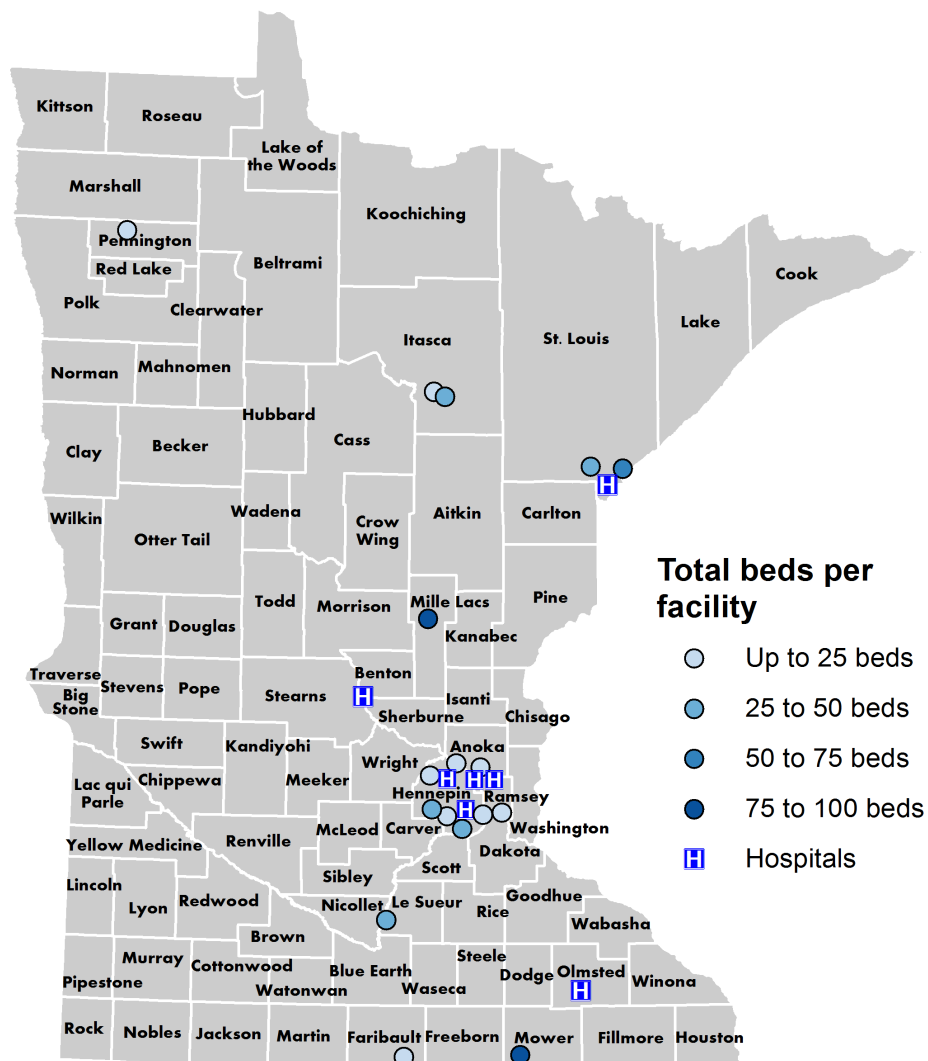 Kittson
Roseau
Lake of
the Woods
Marshall
Koochiching
Pennington
Beltrami
Red Lake
Cook
Polk
Clearwater
Lake
St. Louis
Itasca
Norman
Mahnomen
Hubbard
Cass
Clay
Becker
Wilkin
Wadena
Aitkin
Carlton
Crow
Wing
Otter Tail
Total beds per
facility
Todd
Morrison
Mille Lacs
Pine
Grant
Douglas
Kanabec
Up to 25 beds
Traverse
Benton
Big
Stone
Stevens
Pope
Stearns
Isanti
25 to 50 beds
Sherburne
Chisago
Swift
Kandiyohi
Anoka
50 to 75 beds
Wright
Lac qui
Parle
Chippewa
Meeker
H
H
H
H
H
Hennepin
Ramsey
75 to 100 beds
H
McLeod
Carver
Washington
Yellow Medicine
Renville
Dakota
H
Hospitals
Scott
Sibley
Lincoln
Lyon
Redwood
Nicollet
Le Sueur
Rice
Goodhue
Wabasha
Brown
Murray
Cottonwood
Steele
Pipestone
Watonwan
Blue Earth
Waseca
Dodge
Olmsted
H
Winona
Rock
Nobles
Jackson
Martin
Faribault
Freeborn
Mower
Fillmore
Houston